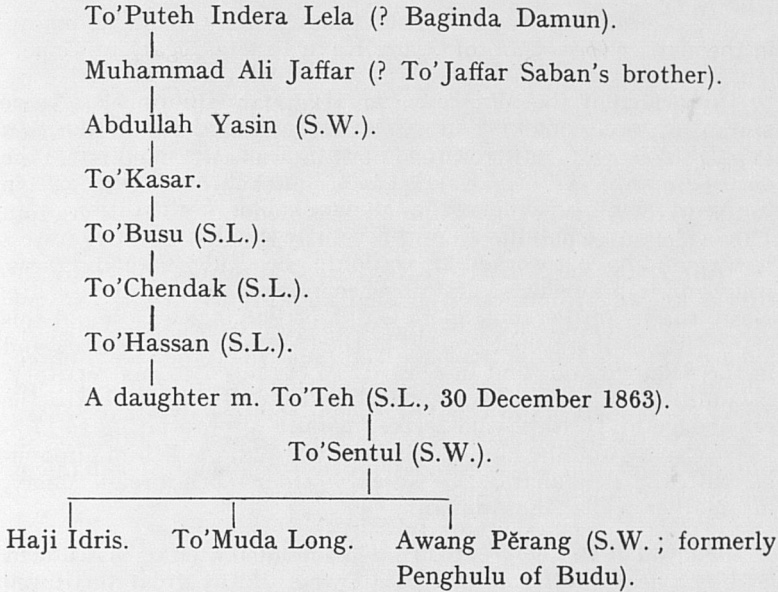 To'Puteh Indera Lela (? Baginda Damun).
Muhammad Ali Jaffar (? To'Jaffar Saban's brother).
Abdullah Yasin (S.W.).
To'Kasar.
To'Busu (S.L.).
To'Chendak (S.L.).
To'Hassan (S.L.).
A daughter m. To'Teh (S.L., 30 December 1863).
To'Sentul (S.W.).
Haji Idris. To'Muda Long. Awang Pĕrang (S.W. ; formerly
Penghulu of Budu).